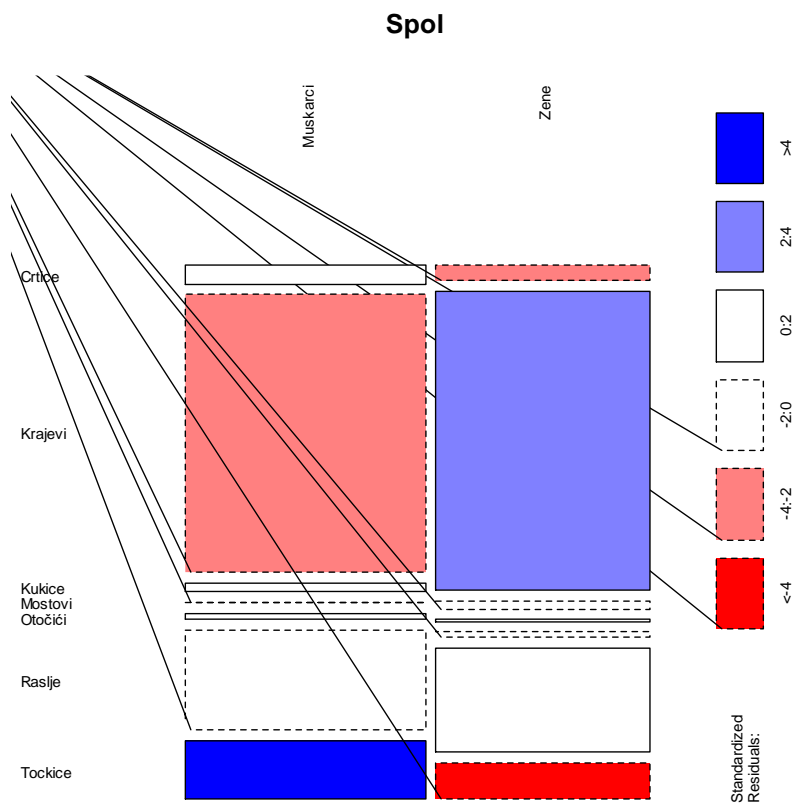 Spol
Muskarci
Zene
Crtice
Krajevi
Kukice
Mostovi
Otočići
Raslje
Tockice
>4
2:4
0:2
-2:0
-4:-2
<-4
Standardized
Residuals: